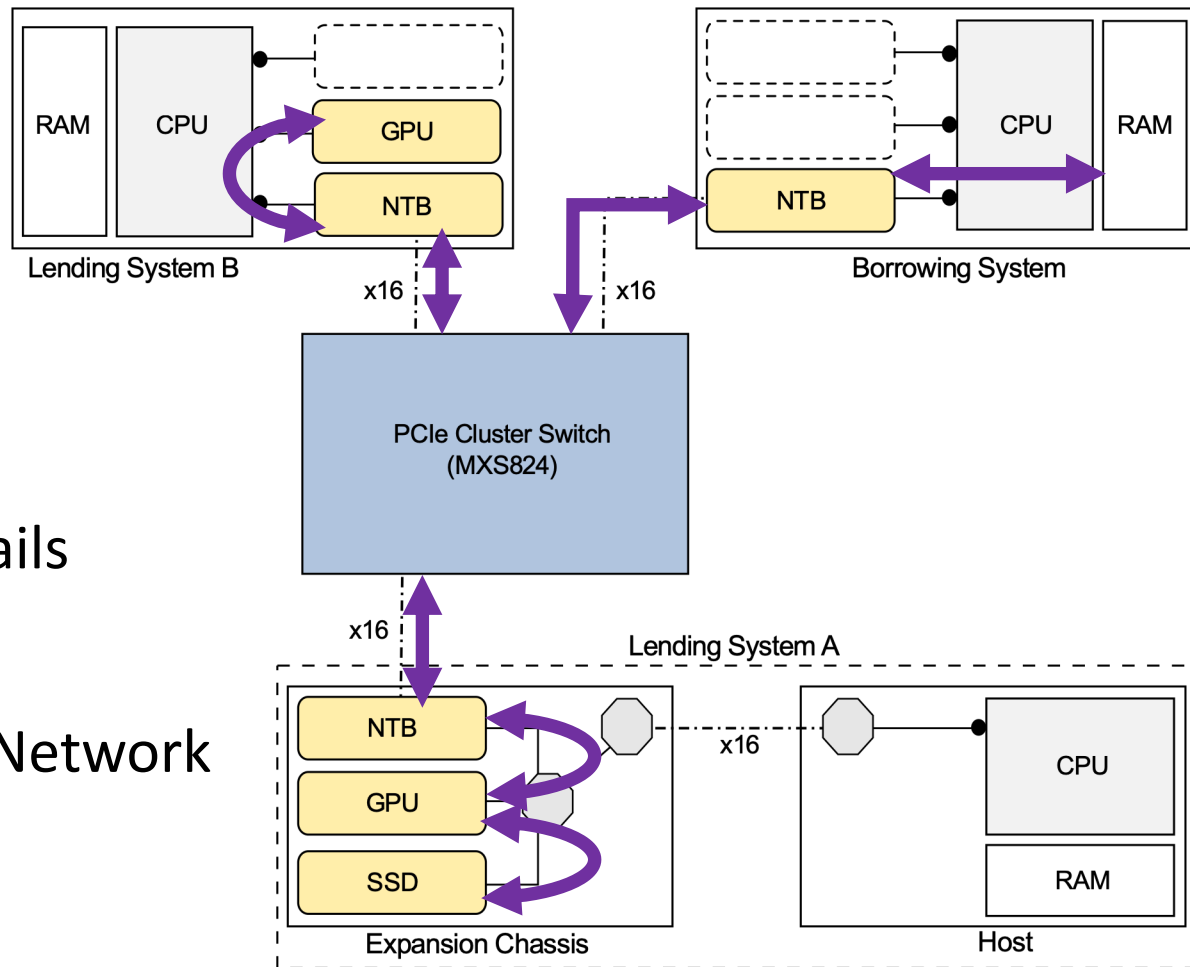 RAM
CPU
GPU
NTB
Lending System B
x16
CPU
RAM
NTB
Borrowing System
x16
PCIe Cluster Switch
(MXS824)
ails
x16
Lending System A
Network
NTB
GPU
SSD
Expansion Chassis
x16
CPU
RAM
Host